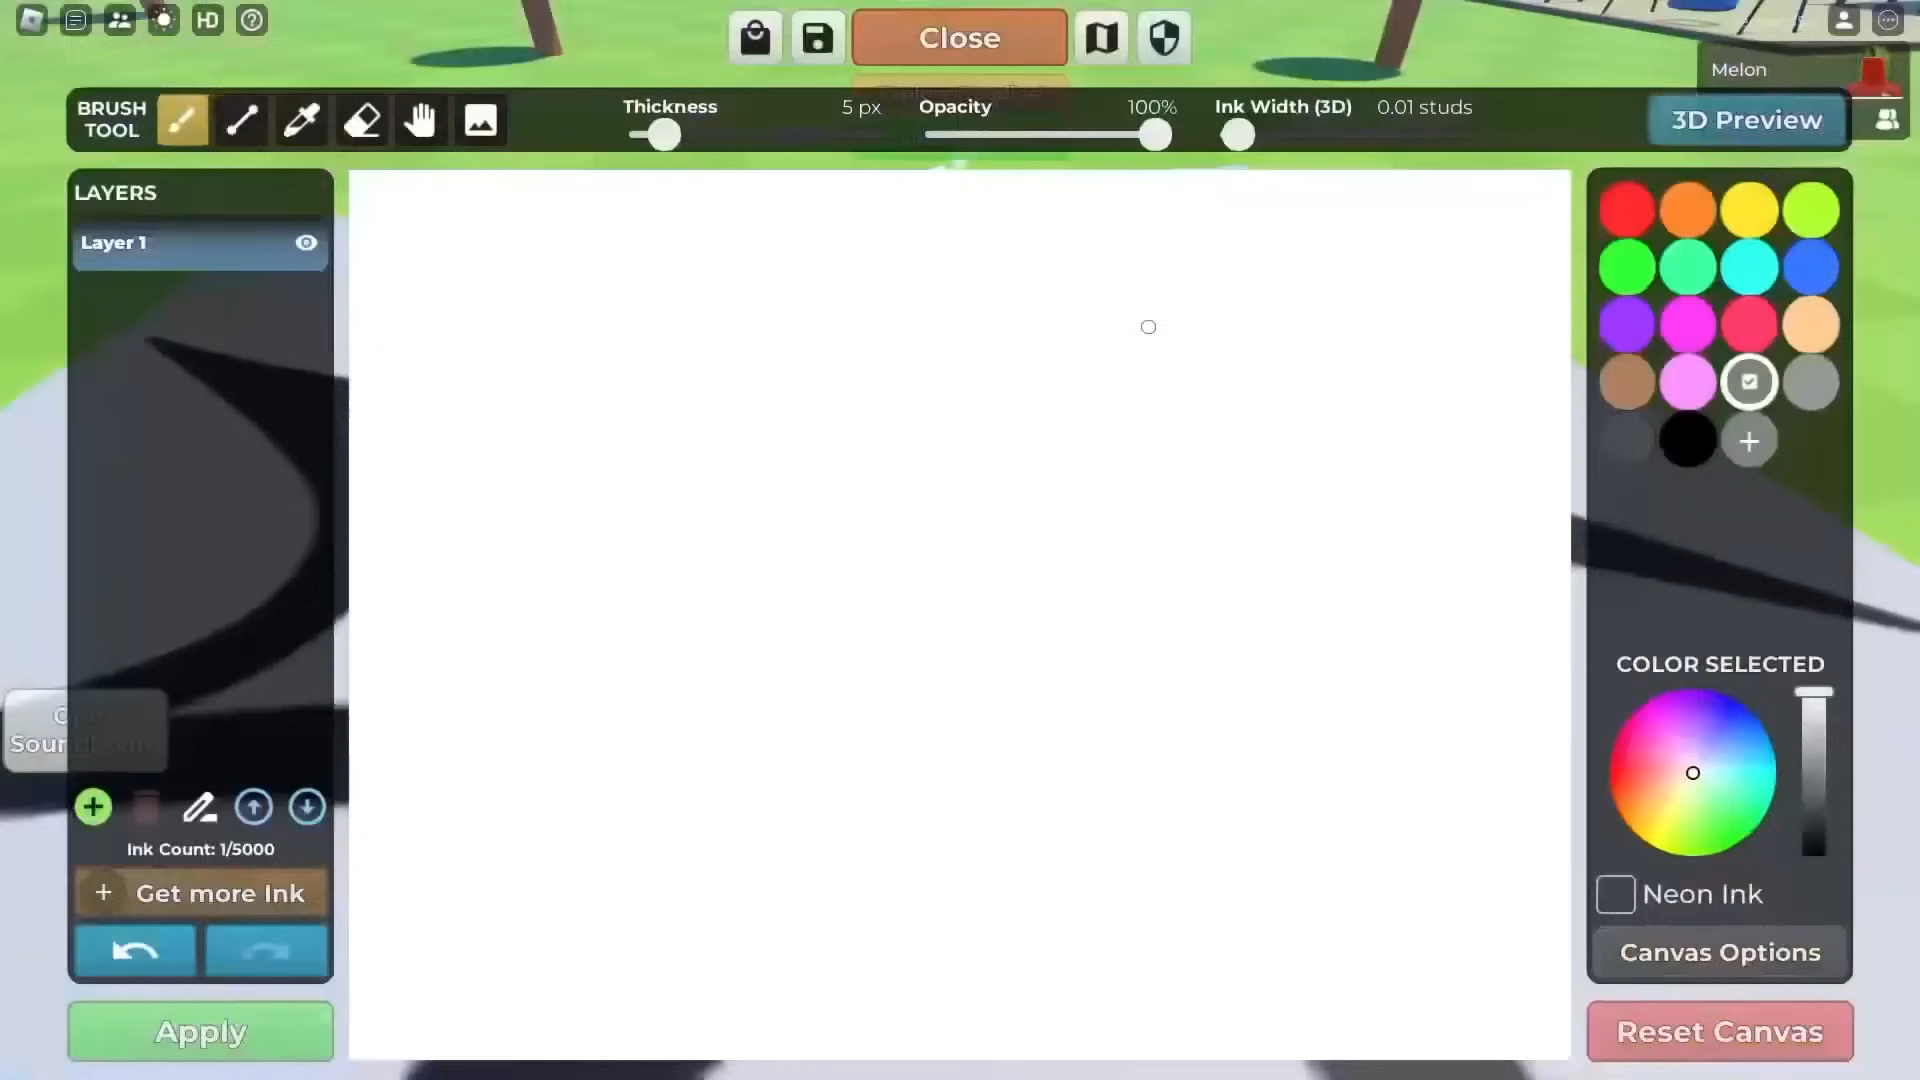 HD
Close
Melon
BRUSH
TOOL
Thickness 5 px
Opacity 100%
Ink Width (3D) 0.01 studs
3D Preview
LAYERS
Layer 1
Ink Count: 1/5000
+ Get more Ink
Apply
COLOR SELECTED
Neon Ink
Canvas Options
Reset Canvas